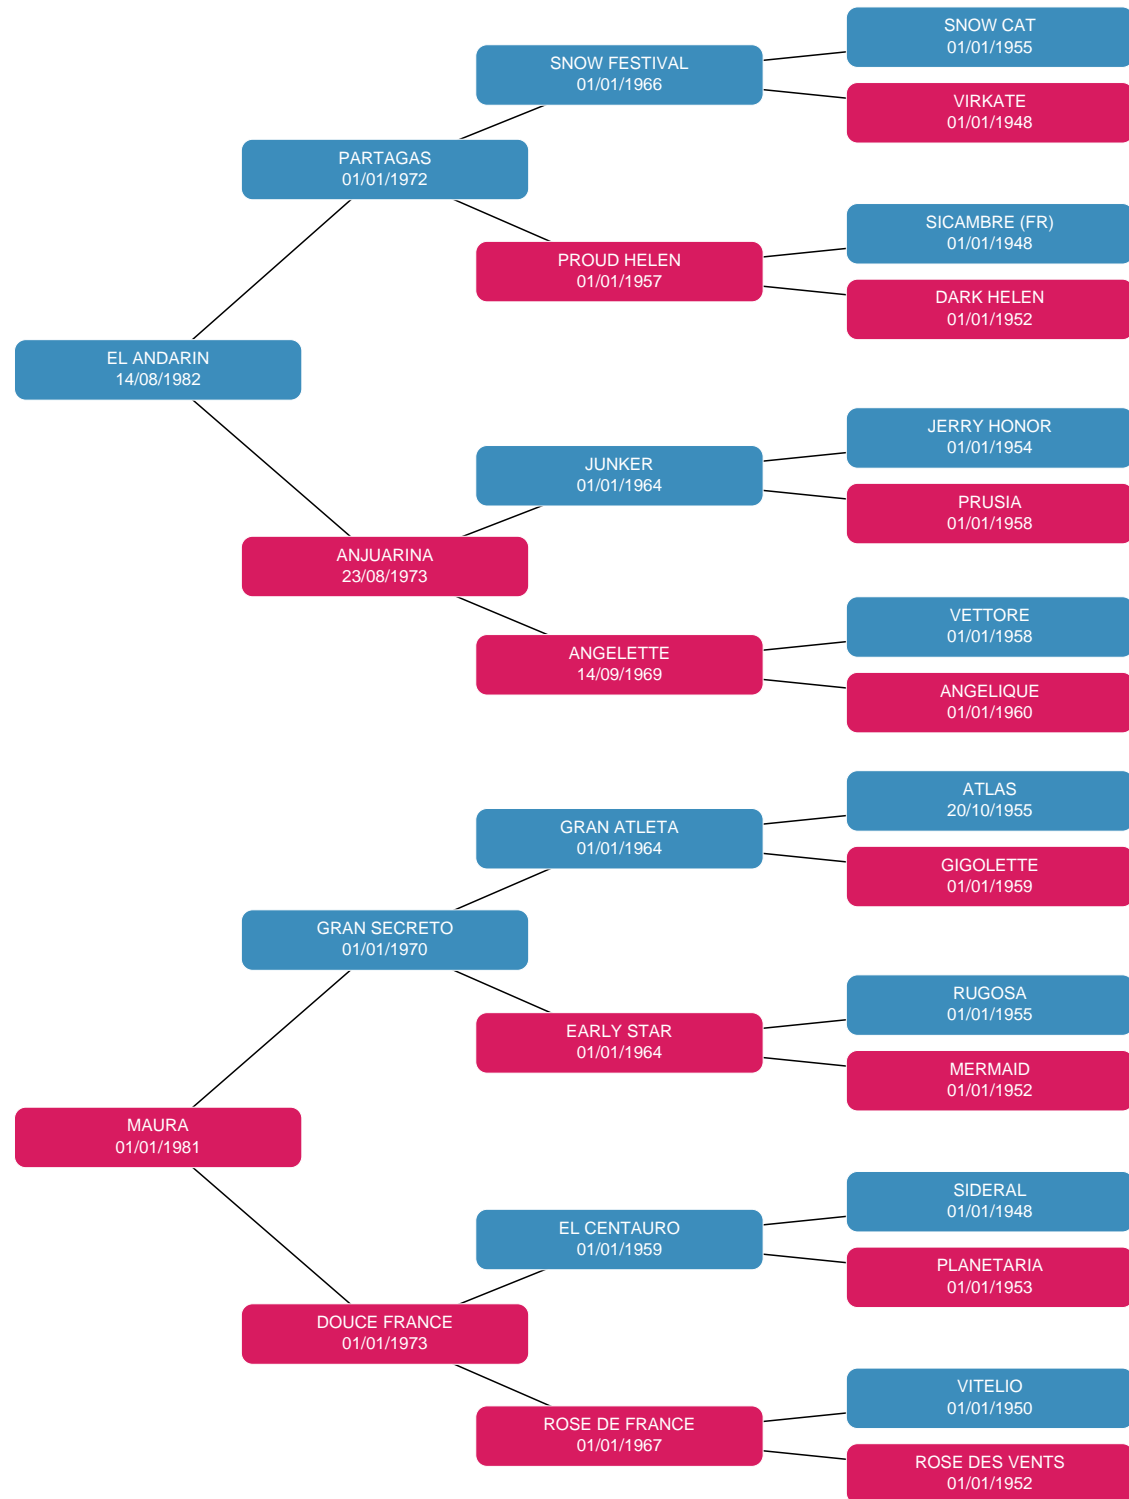 SNOW CAT
01/01/1955
SNOW FESTIVAL
01/01/1966
VIRKATE
01/01/1948
PARTAGAS
01/01/1972
SICAMBRE (FR)
01/01/1948
PROUD HELEN
01/01/1957
DARK HELEN
01/01/1952
EL ANDARIN
14/08/1982
JERRY HONOR
01/01/1954
JUNKER
01/01/1964
PRUSIA
01/01/1958
ANJUARINA
23/08/1973
VETTORE
01/01/1958
ANGELETTE
14/09/1969
ANGELIQUE
01/01/1960
ATLAS
20/10/1955
GRAN ATLETA
01/01/1964
GIGOLETTE
01/01/1959
GRAN SECRETO
01/01/1970
RUGOSA
01/01/1955
EARLY STAR
01/01/1964
MERMAID
01/01/1952
MAURA
01/01/1981
SIDERAL
01/01/1948
EL CENTAURO
01/01/1959
PLANETARIA
01/01/1953
DOUCE FRANCE
01/01/1973
VITELIO
01/01/1950
ROSE DE FRANCE
01/01/1967
ROSE DES VENTS
01/01/1952